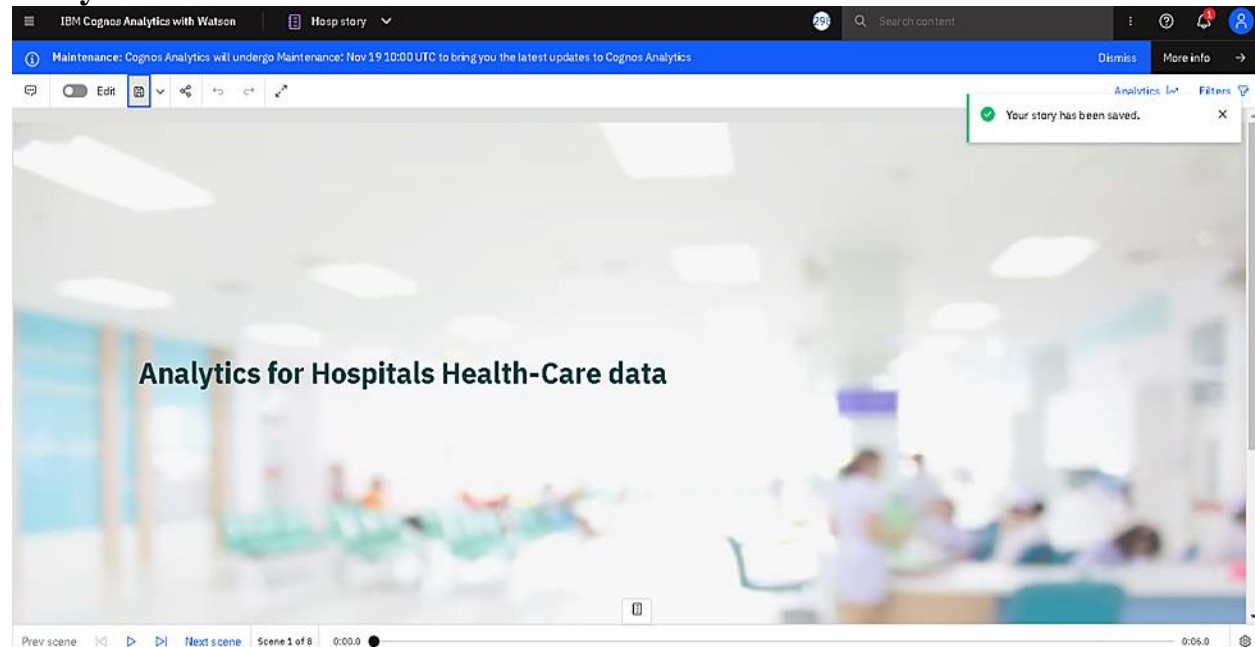 IBM Cognos Analytics with Watson Hosp story Search content
Maintenance: Cognos Analytics will undergo Maintenance: Nov 19 10:00 UTC to bring you the latest updates to Cognos Analytics Dismiss More info
Edit Analytics Filters
Your story has been saved.
Analytics for Hospitals Health-Care data
Prev scene Next scene Scene 1 of 8 0:00.0 0:06.0